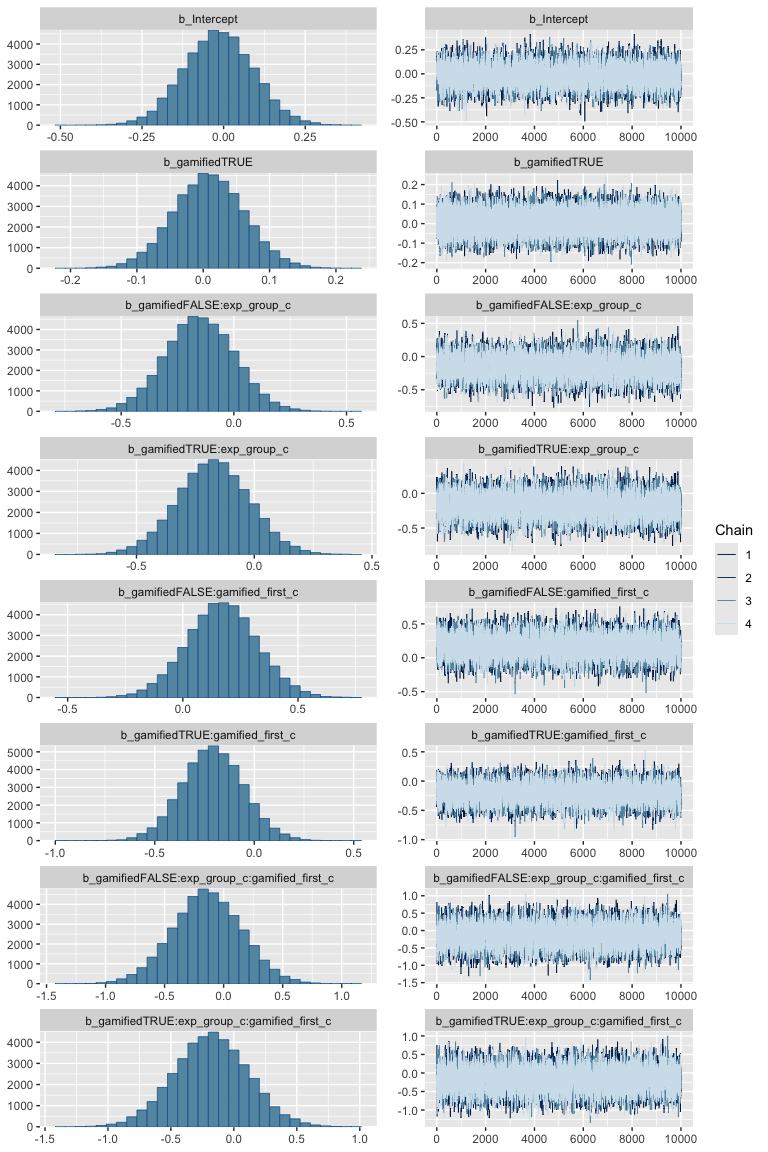 b_Intercept
4000
3000
2000
1000
0
-0.50 -0.25 0.00 0.25
b_Intercept
0.25
0.00
-0.25
-0.50
0 2000 4000 6000 8000 10000
b_gamifiedTRUE
4000
3000
2000
1000
0
-0.2 -0.1 0.0 0.1 0.2
b_gamifiedTRUE
0.2
0.1
0.0
-0.1
-0.2
0 2000 4000 6000 8000 10000
b_gamifiedFALSE:exp_group_c
4000
3000
2000
1000
0
-0.5 0.0 0.5
b_gamifiedFALSE:exp_group_c
0.5
0.0
-0.5
0 2000 4000 6000 8000 10000
b_gamifiedTRUE:exp_group_c
4000
3000
2000
1000
0
-0.5 0.0 0.5
b_gamifiedTRUE:exp_group_c
0.0
-0.5
0 2000 4000 6000 8000 10000
b_gamifiedFALSE:gamified_first_c
4000
3000
2000
1000
0
-0.5 0.0 0.5
b_gamifiedFALSE:gamified_first_c
0.5
0.0
-0.5
0 2000 4000 6000 8000 10000
b_gamifiedTRUE:gamified_first_c
5000
4000
3000
2000
1000
0
-1.0 -0.5 0.0 0.5
b_gamifiedTRUE:gamified_first_c
0.5
0.0
-0.5
-1.0
0 2000 4000 6000 8000 10000
b_gamifiedFALSE:exp_group_c:gamified_first_c
4000
3000
2000
1000
0
-1.5 -1.0 -0.5 0.0 0.5 1.0
b_gamifiedFALSE:exp_group_c:gamified_first_c
1.0
0.5
0.0
-0.5
-1.0
-1.5
0 2000 4000 6000 8000 10000
b_gamifiedTRUE:exp_group_c:gamified_first_c
4000
3000
2000
1000
0
-1.5 -1.0 -0.5 0.0 0.5 1.0
b_gamifiedTRUE:exp_group_c:gamified_first_c
1.0
0.5
0.0
-0.5
-1.0
0 2000 4000 6000 8000 10000
Chain
1
2
3
4